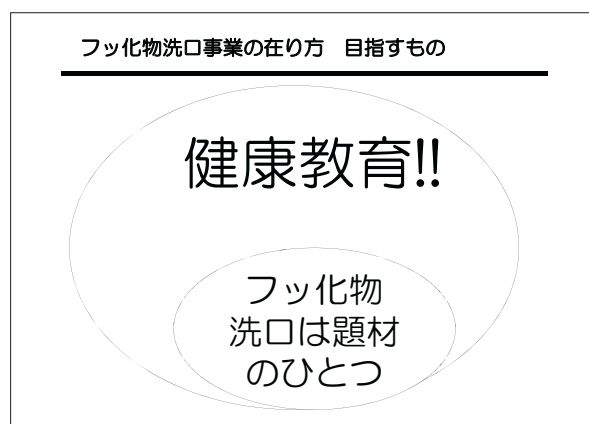 フッ化物洗口事業の在り方　目指すもの
健康教育!!
フッ化物
洗口は題材
のひとつ